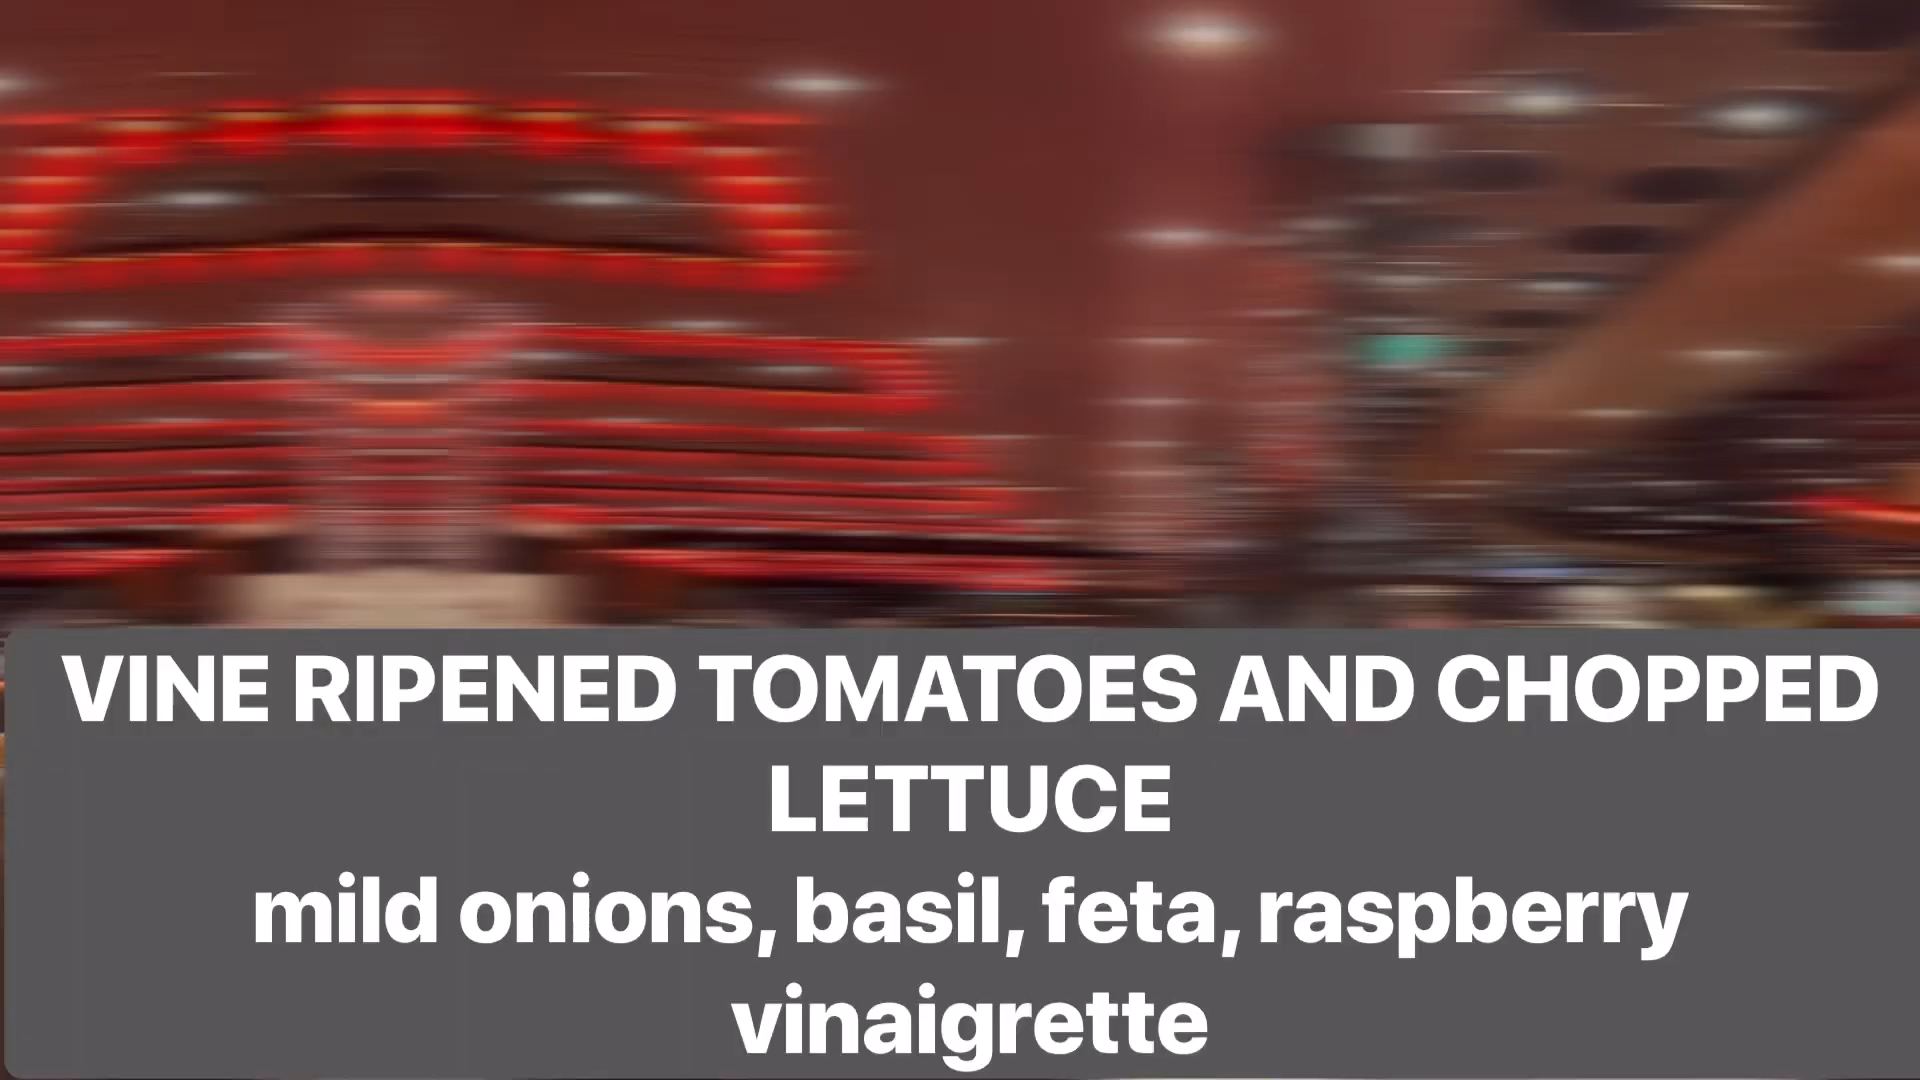 VINE RIPENED TOMATOES AND CHOPPED
LETTUCE
mild onions, basil, feta, raspberry
vinaigrette